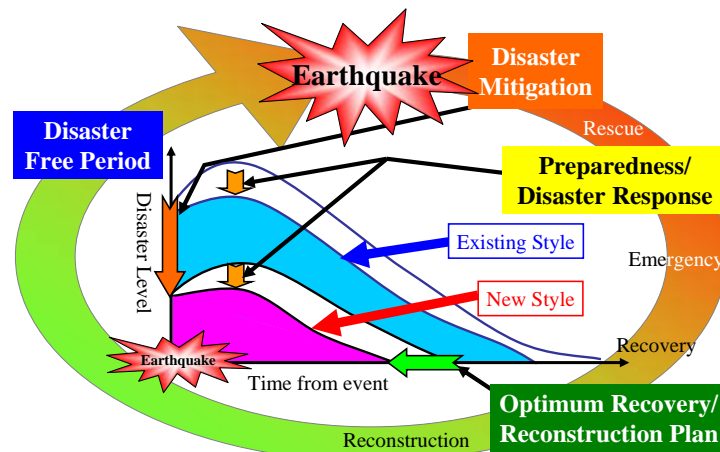 Earthquake
Disaster
Mitigation
Disaster
Free Period
Rescue
Preparedness/
Disaster Response
Disaster Level
Existing Style
Emergency
New Style
Recovery
Earthquake
Time from event
Optimum Recovery/
Reconstruction Plan
Reconstruction